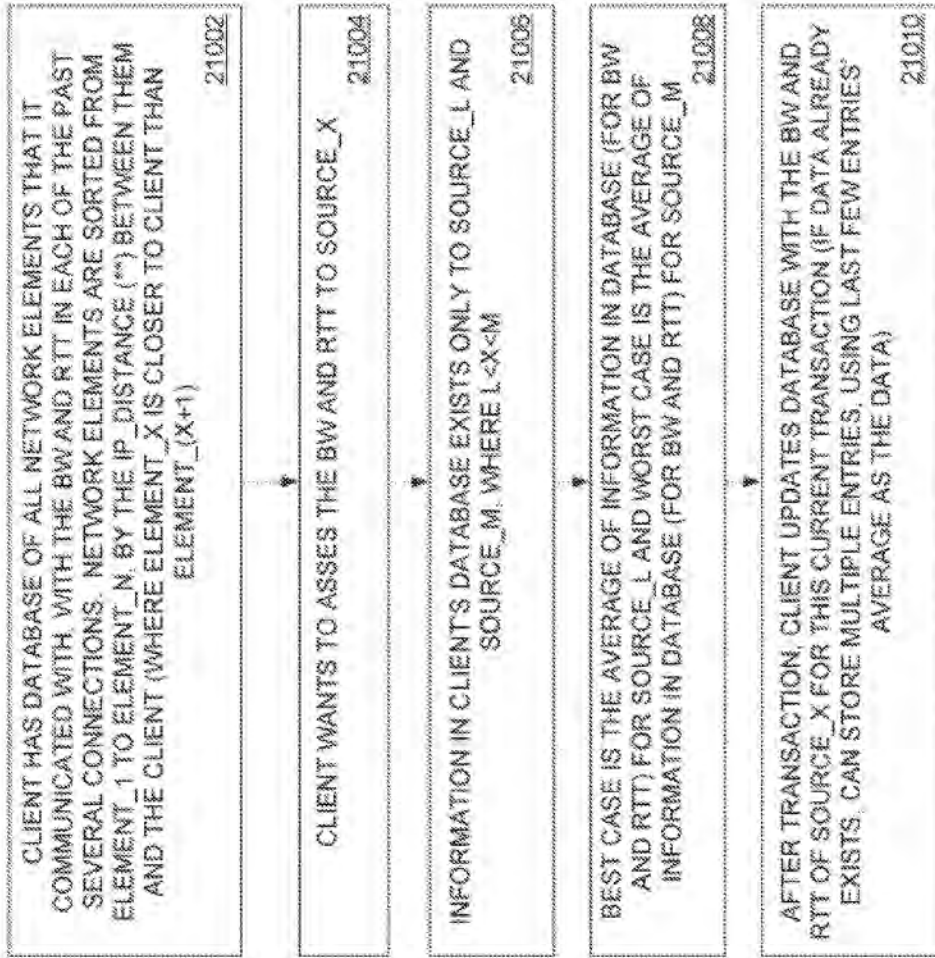 CLIENT HAS DATABASE OF ALL NETWORK ELEMENTS THAT IT
COMMUNICATED WITH, WITH THE BW AND RTT IN EACH OF THE PAST
SEVERAL CONNECTIONS. NETWORK ELEMENTS ARE SORTED FROM
ELEMENT_1 TO ELEMENT_N, BY THE IP_DISTANCE (**) BETWEEN THEM
AND THE CLIENT (WHERE ELEMENT_X IS CLOSER TO CLIENT THAN
ELEMENT_(X+1)
21002
CLIENT WANTS TO ASSES THE BW AND RTT TO SOURCE_X
21004
INFORMATION IN CLIENT'S DATABASE EXISTS ONLY TO SOURCE_L AND
SOURCE_M, WHERE L<X<M
21006
BEST CASE IS THE AVERAGE OF INFORMATION IN DATABASE (FOR BW
AND RTT) FOR SOURCE_L AND WORST CASE IS THE AVERAGE OF
INFORMATION IN DATABASE (FOR BW AND RTT) FOR SOURCE_M
21008
AFTER TRANSACTION, CLIENT UPDATES DATABASE WITH THE BW AND
RTT OF SOURCE_X FOR THIS CURRENT TRANSACTION (IF DATA ALREADY
EXISTS, CAN STORE MULTIPLE ENTRIES, USING LAST FEW ENTRIES'
AVERAGE AS THE DATA)
21010